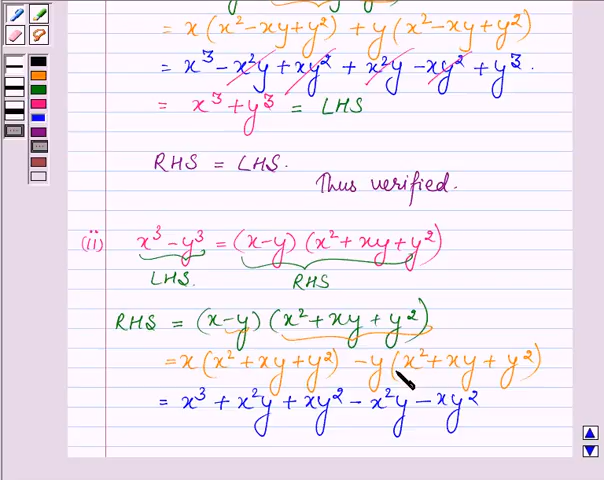 = x(x²-xy+y²) + y(x²-xy+y²)
= x³-x²y+xy²+x²y-xy²+y³.
= x³+y³ = LHS
RHS = LHS.
Thus verified.
(ii) x³-y³ = (x-y)(x²+xy+y²)
LHS RHS
RHS = (x-y)(x²+xy+y²)
= x(x²+xy+y²) -y(x²+xy+y²)
= x³+x²y+xy²-x²y-xy²